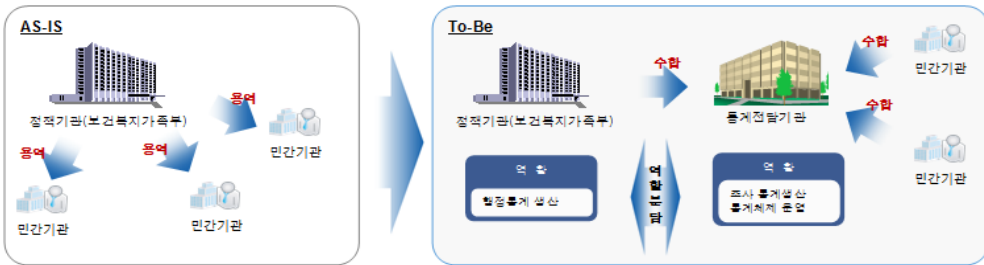 AS-IS
용역
정책기관(보건복지가족부)
민간기관
용역
용역
민간기관
민간기관
To-Be
수합
수합
민간기관
정책기관(보건복지가족부)
통계전담기관
수합
민간기관
역 할
행정통계 생산
역할분담
역 할
조사 통계생산
통계체제 운영